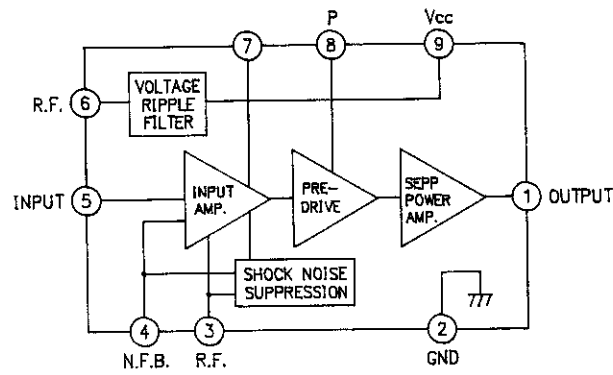 P
Vcc
7
8
9
VOLTAGE
RIPPLE
FILTER
R.F.
6
INPUT
5
INPUT
AMP.
PRE-
DRIVE
SEPP
POWER
AMP.
1
OUTPUT
SHOCK NOISE
SUPPRESSION
4
3
2
N.F.B.
R.F.
GND